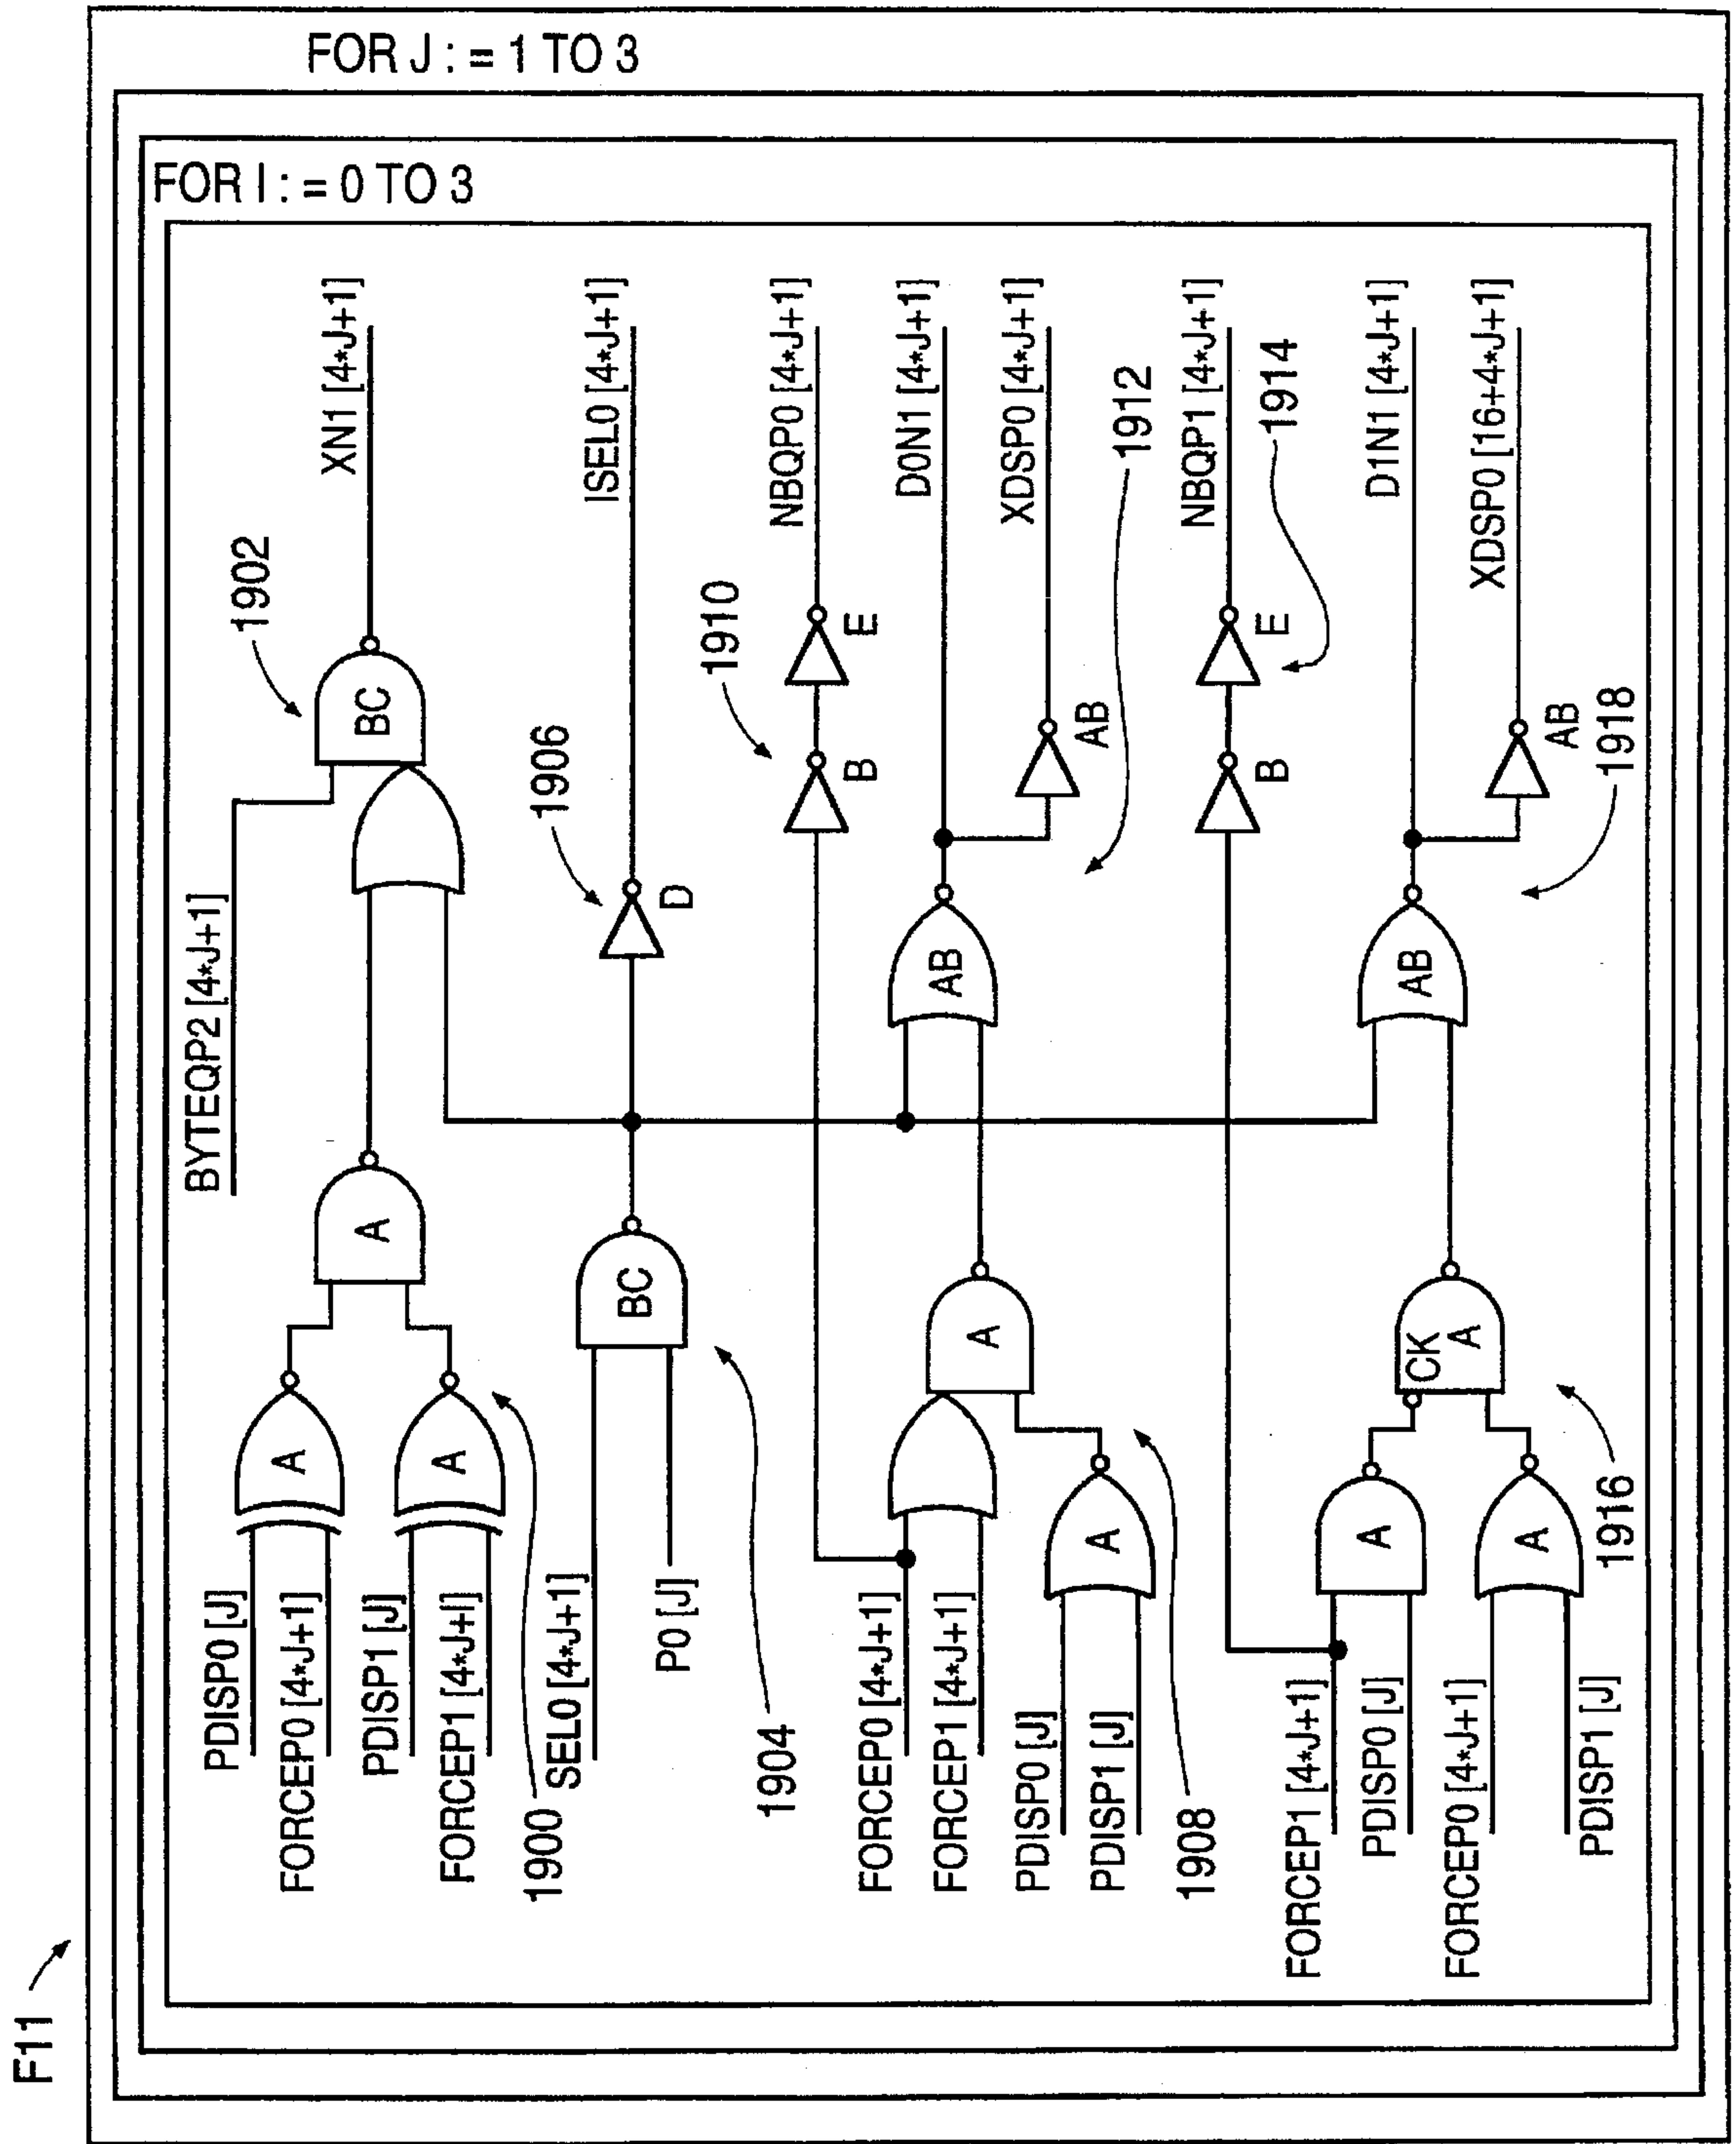 F11
FOR J : = 1 TO 3
FOR I : = 0 TO 3
PDISP0 [J]
FORCEP0 [4*J+1]
PDISP1 [J]
FORCEP1 [4*J+I]
1900
A
A
A
BYTEQP2 [4*J+1]
BC
1902
XN1 [4*J+1]
SEL0 [4*J+1]
P0 [J]
1904
BC
1906
D
ISEL0 [4*J+1]
FORCEP0 [4*J+1]
FORCEP1 [4*J+1]
PDISP0 [J]
PDISP1 [J]
1908
A
A
1910
B
E
NBQP0 [4*J+1]
AB
D0N1 [4*J+1]
AB
XDSP0 [4*J+1]
1912
FORCEP1 [4*J+1]
PDISP0 [J]
FORCEP0 [4*J+1]
PDISP1 [J]
A
A
CK
A
1916
B
E
NBQP1 [4*J+1]
1914
AB
D1N1 [4*J+1]
AB
XDSP0 [16+4*J+1]
1918